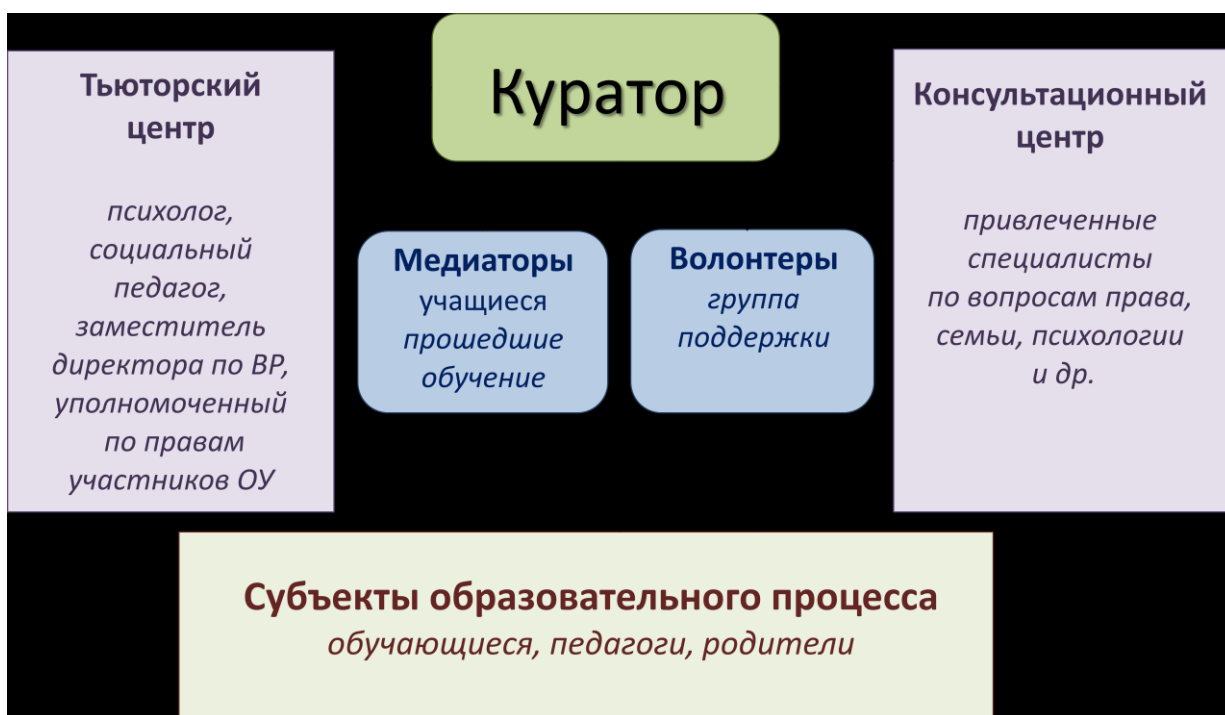 Тьюторский
центр
психолог,
социальный
педагог,
заместитель
директора по ВР,
уполномоченный
по правам
участников ОУ
Куратор
Медиаторы
учащиеся
прошедшие
обучение
Волонтеры
группа
поддержки
Консультационный
центр
привлеченные
специалисты
по вопросам права,
семьи, психологии
и др.
Субъекты образовательного процесса
обучающиеся, педагоги, родители